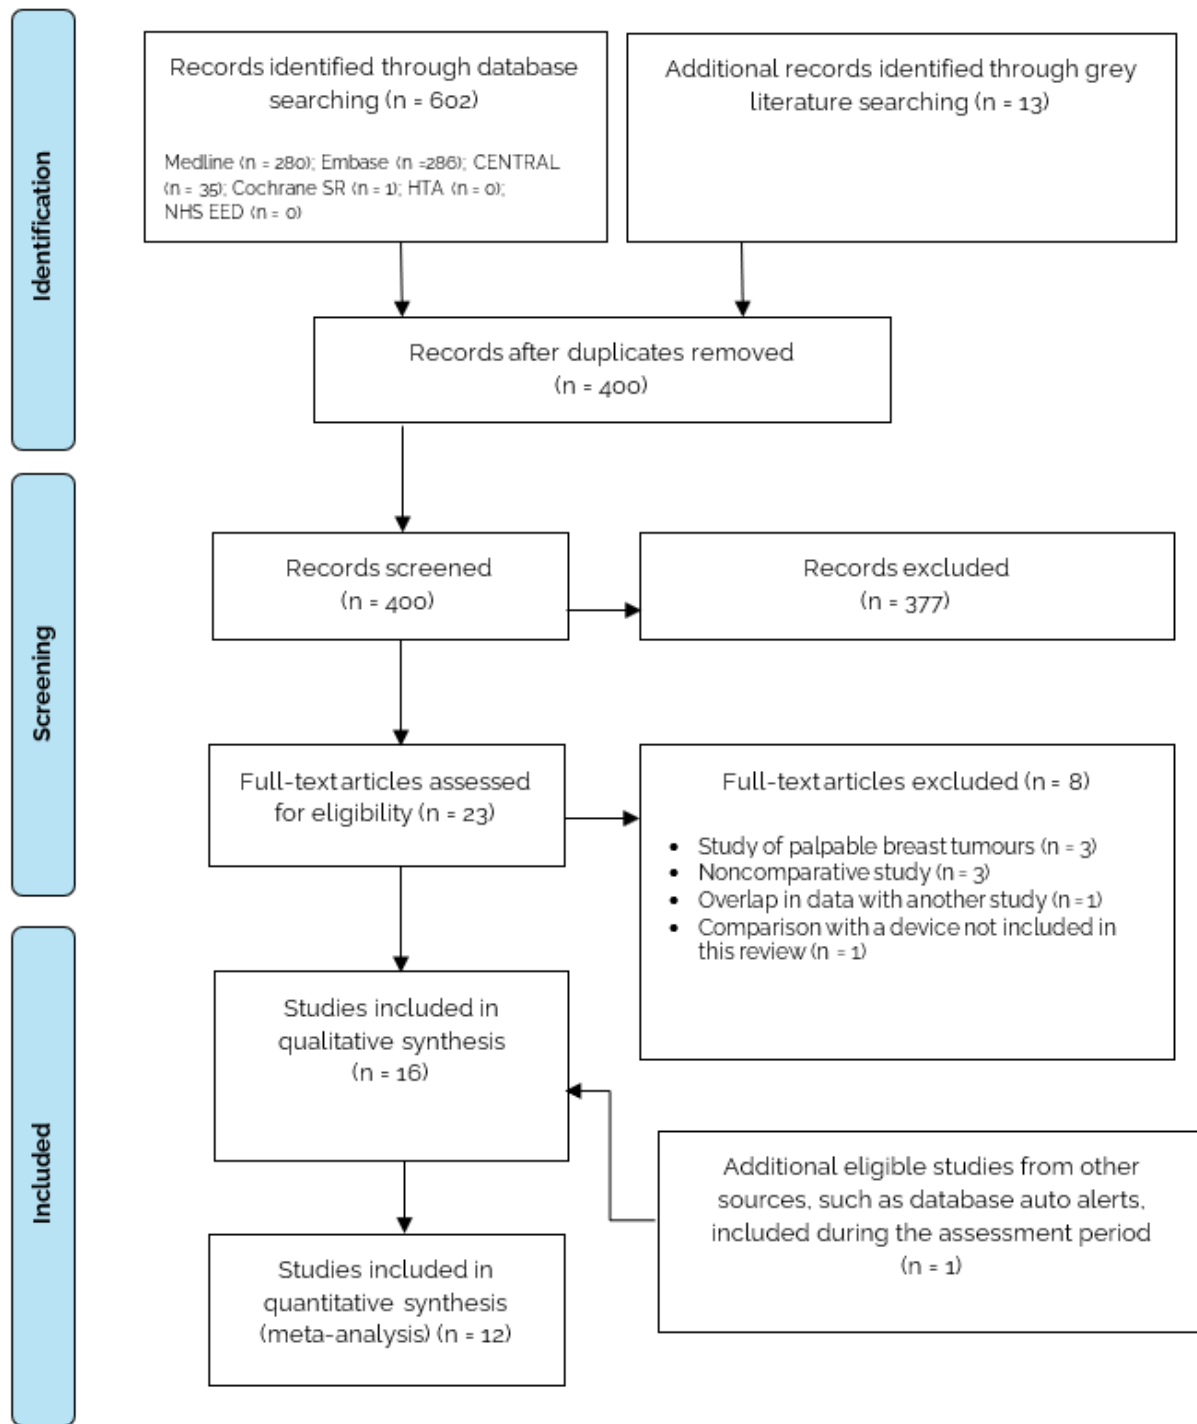 Identification
Records identified through database
searching (n = 602)
Medline (n = 280); Embase (n =286); CENTRAL
(n = 35); Cochrane SR (n = 1); HTA (n = 0);
NHS EED (n = 0)
Additional records identified through grey
literature searching (n = 13)
Records after duplicates removed
(n = 400)
Screening
Records screened
(n = 400)
Records excluded
(n = 377)
Full-text articles assessed
for eligibility (n = 23)
Full-text articles excluded (n = 8)
• Study of palpable breast tumours (n = 3)
• Noncomparative study (n = 3)
• Overlap in data with another study (n = 1)
• Comparison with a device not included in
this review (n = 1)
Included
Studies included in
qualitative synthesis
(n = 16)
Additional eligible studies from other
sources, such as database auto alerts,
included during the assessment period
(n = 1)
Studies included in
quantitative synthesis
(meta-analysis) (n = 12)